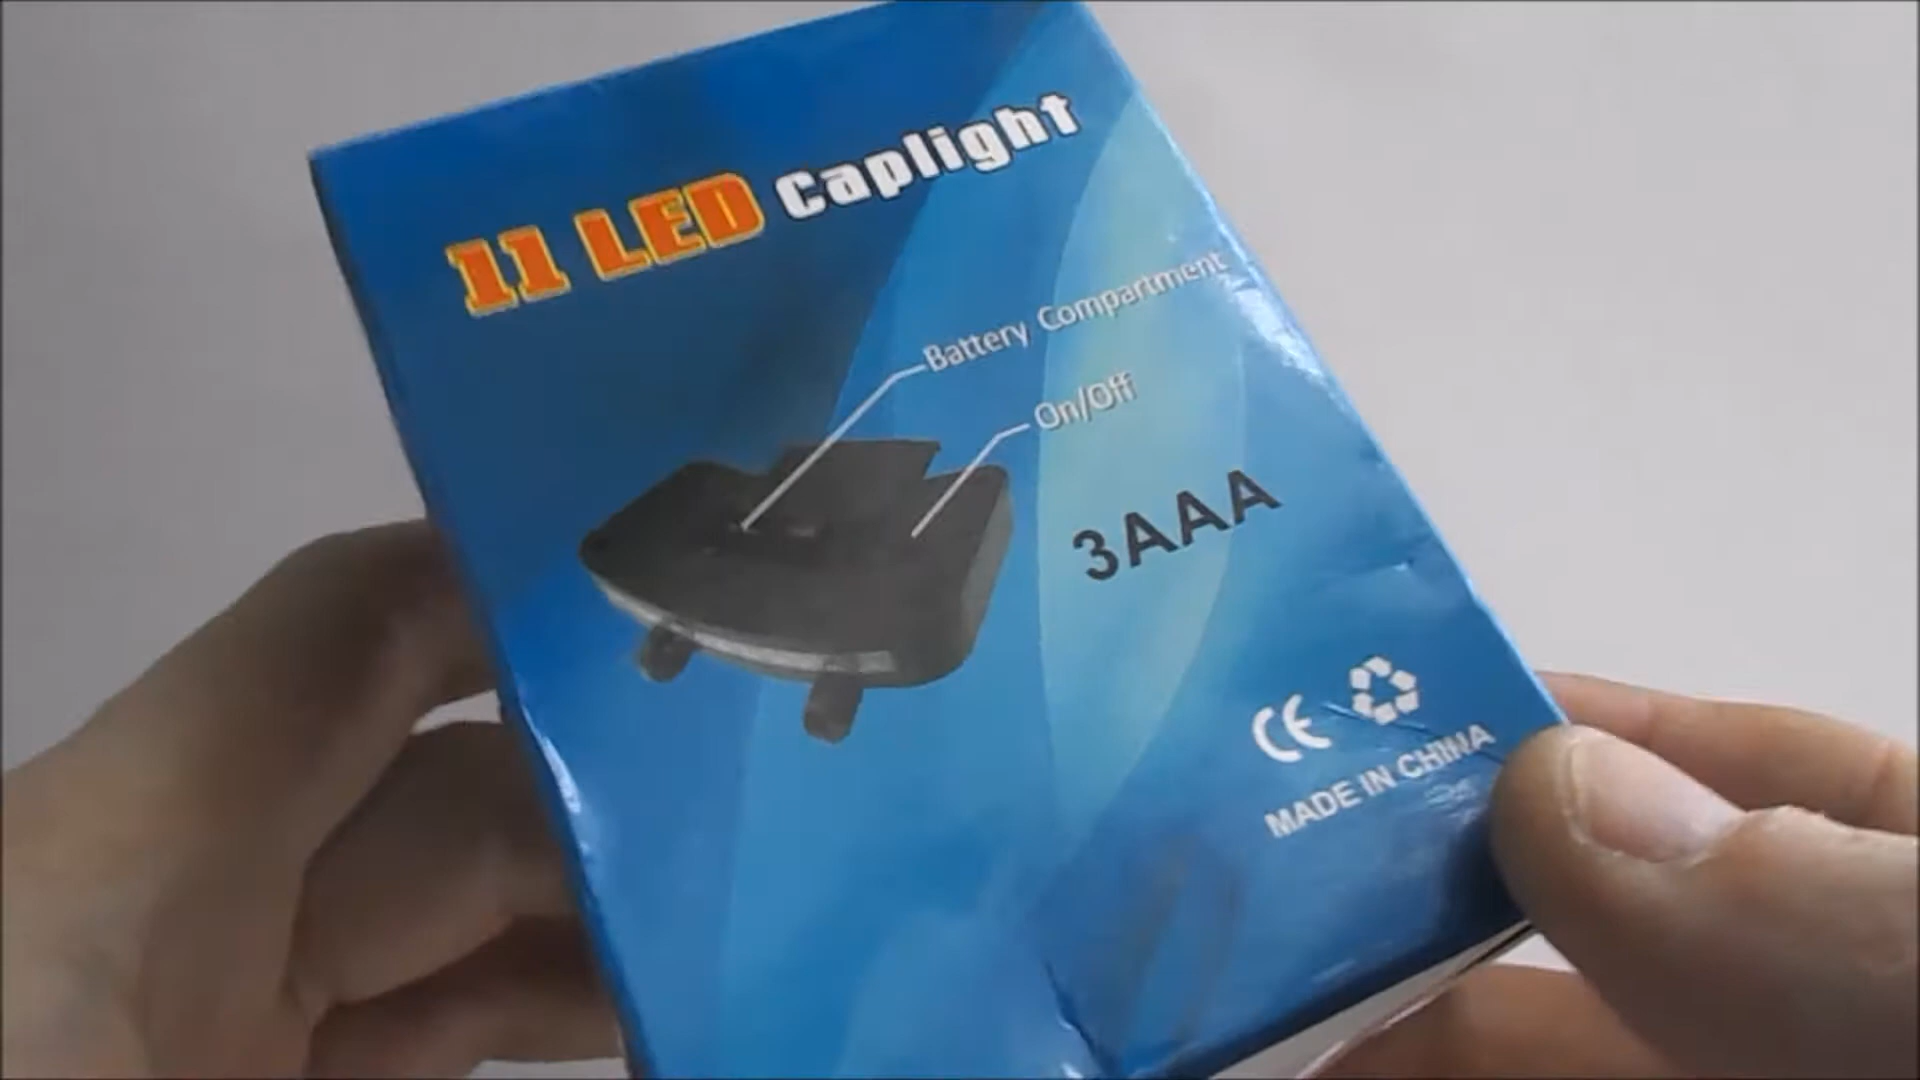 11 LED Caplight
Battery Compartment
On/Off
3AAA
CE
MADE IN CHINA